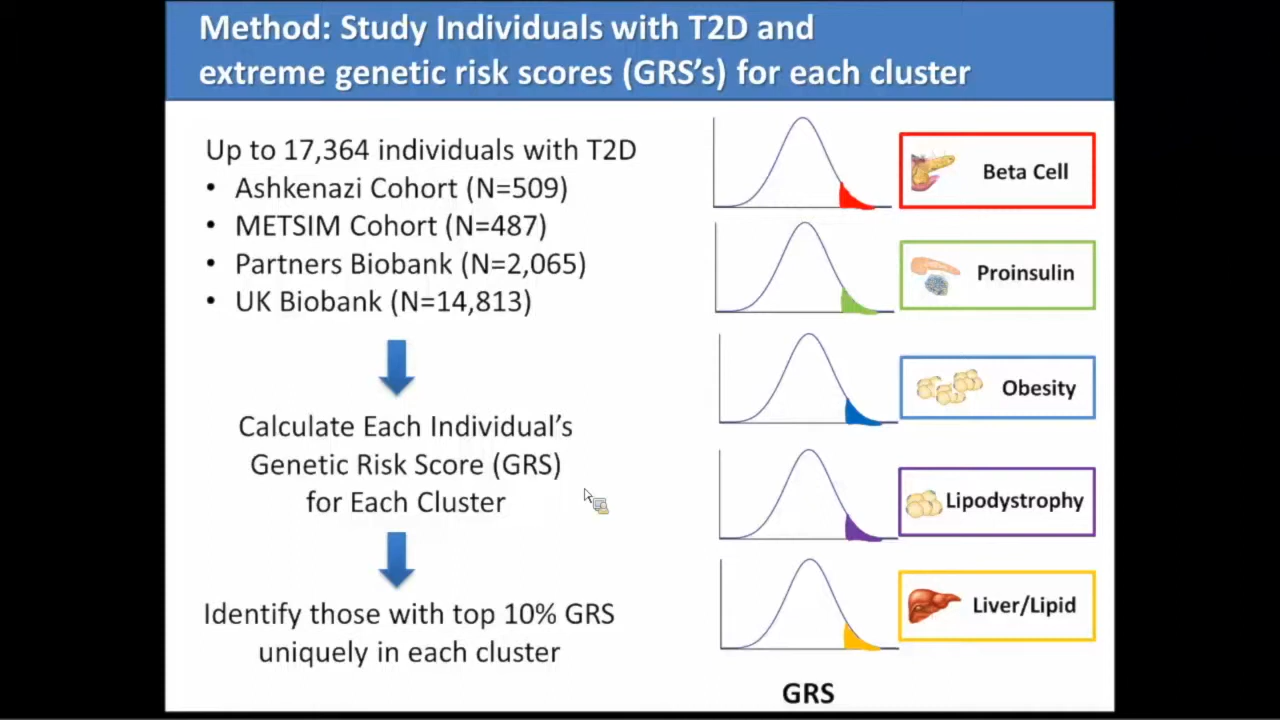 Method: Study Individuals with T2D and
extreme genetic risk scores (GRS's) for each cluster
Up to 17,364 individuals with T2D
• Ashkenazi Cohort (N=509)
• METSIM Cohort (N=487)
• Partners Biobank (N=2,065)
• UK Biobank (N=14,813)
Calculate Each Individual's
Genetic Risk Score (GRS)
for Each Cluster
Identify those with top 10% GRS
uniquely in each cluster
Beta Cell
Proinsulin
Obesity
Lipodystrophy
Liver/Lipid
GRS